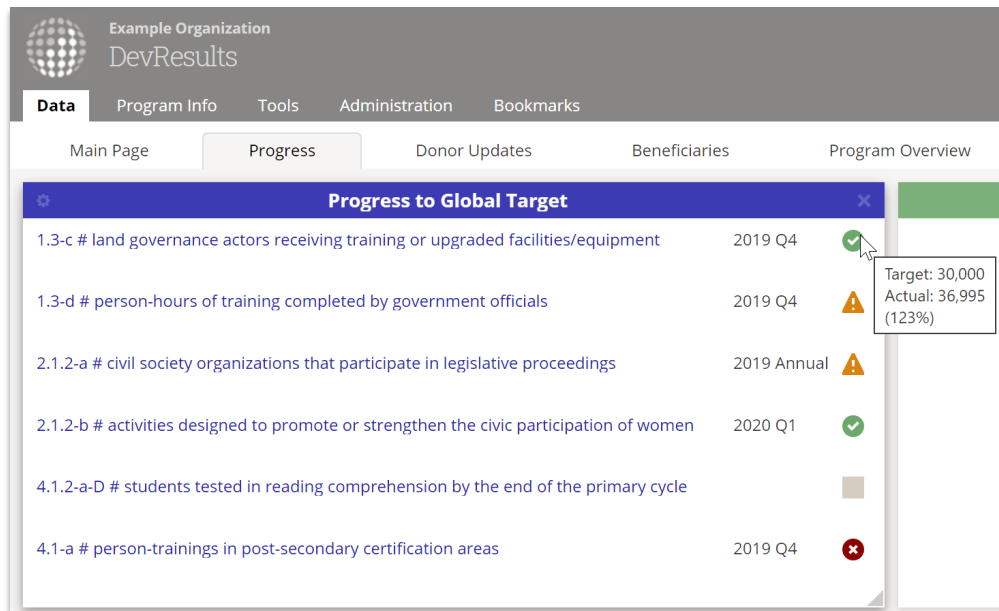 Example Organization
DevResults
Data Program Info Tools Administration Bookmarks
Main Page Progress Donor Updates Beneficiaries Program Overview
Progress to Global Target
1.3-c # land governance actors receiving training or upgraded facilities/equipment 2019 Q4
Target: 30,000
Actual: 36,995
(123%)
1.3-d # person-hours of training completed by government officials 2019 Q4
2.1.2-a # civil society organizations that participate in legislative proceedings 2019 Annual
2.1.2-b # activities designed to promote or strengthen the civic participation of women 2020 Q1
4.1.2-a-D # students tested in reading comprehension by the end of the primary cycle
4.1-a # person-trainings in post-secondary certification areas 2019 Q4